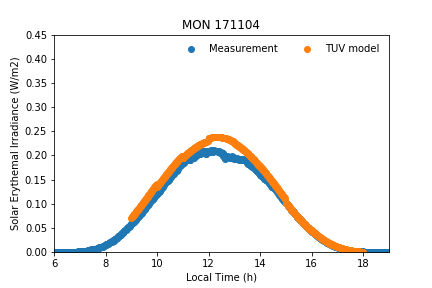 MON 171104
Measurement
TUV model
Solar Erythemal Irradiance (W/m2)
0.45
0.40
0.35
0.30
0.25
0.20
0.15
0.10
0.05
0.00
6 8 10 12 14 16 18
Local Time (h)